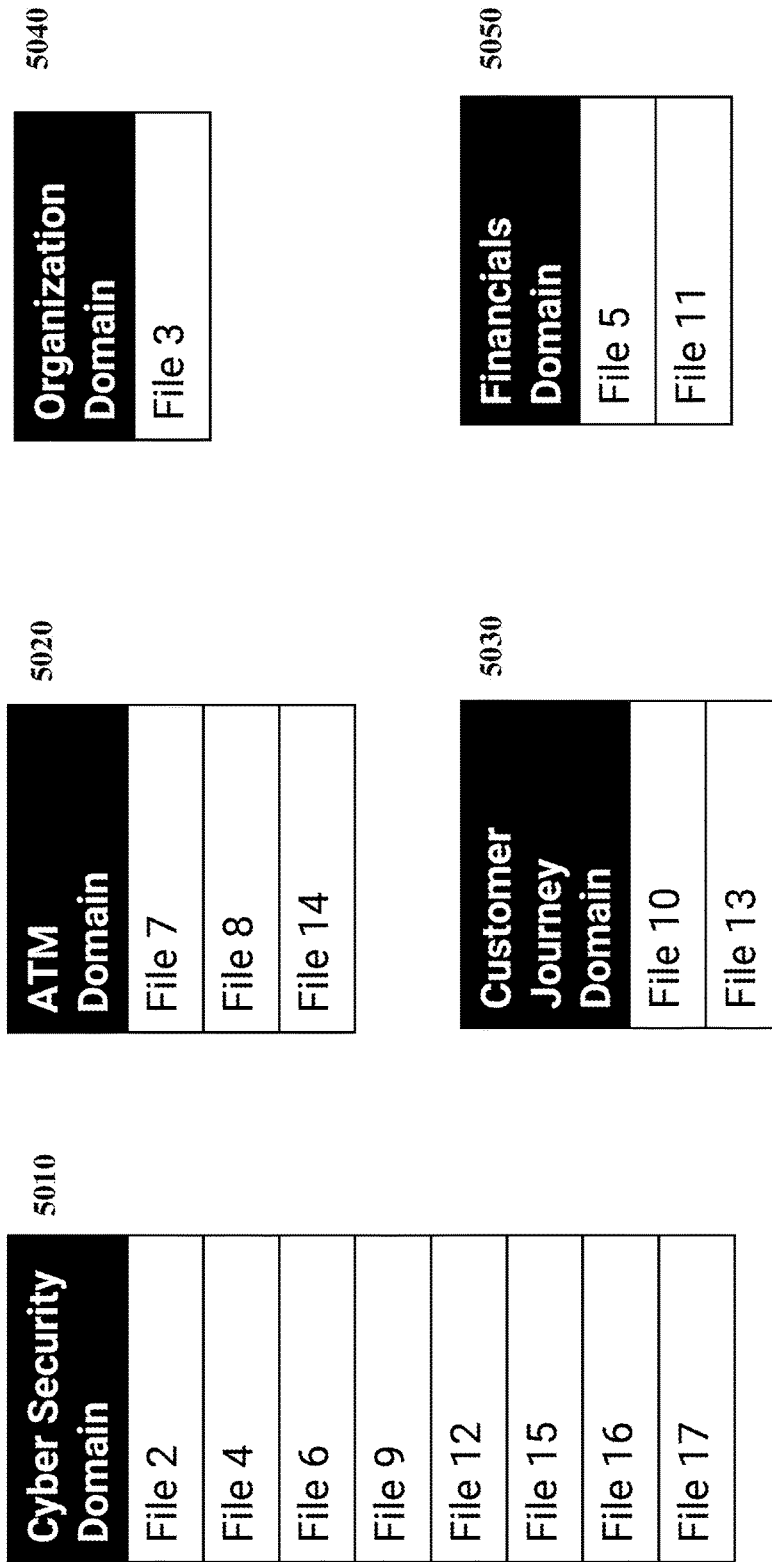 Cyber Security
Domain
5010
File 2
File 4
File 6
File 9
File 12
File 15
File 16
File 17
ATM
Domain
5020
File 7
File 8
File 14
Customer
Journey
Domain
5030
File 10
File 13
Organization
Domain
5040
File 3
Financials
Domain
5050
File 5
File 11